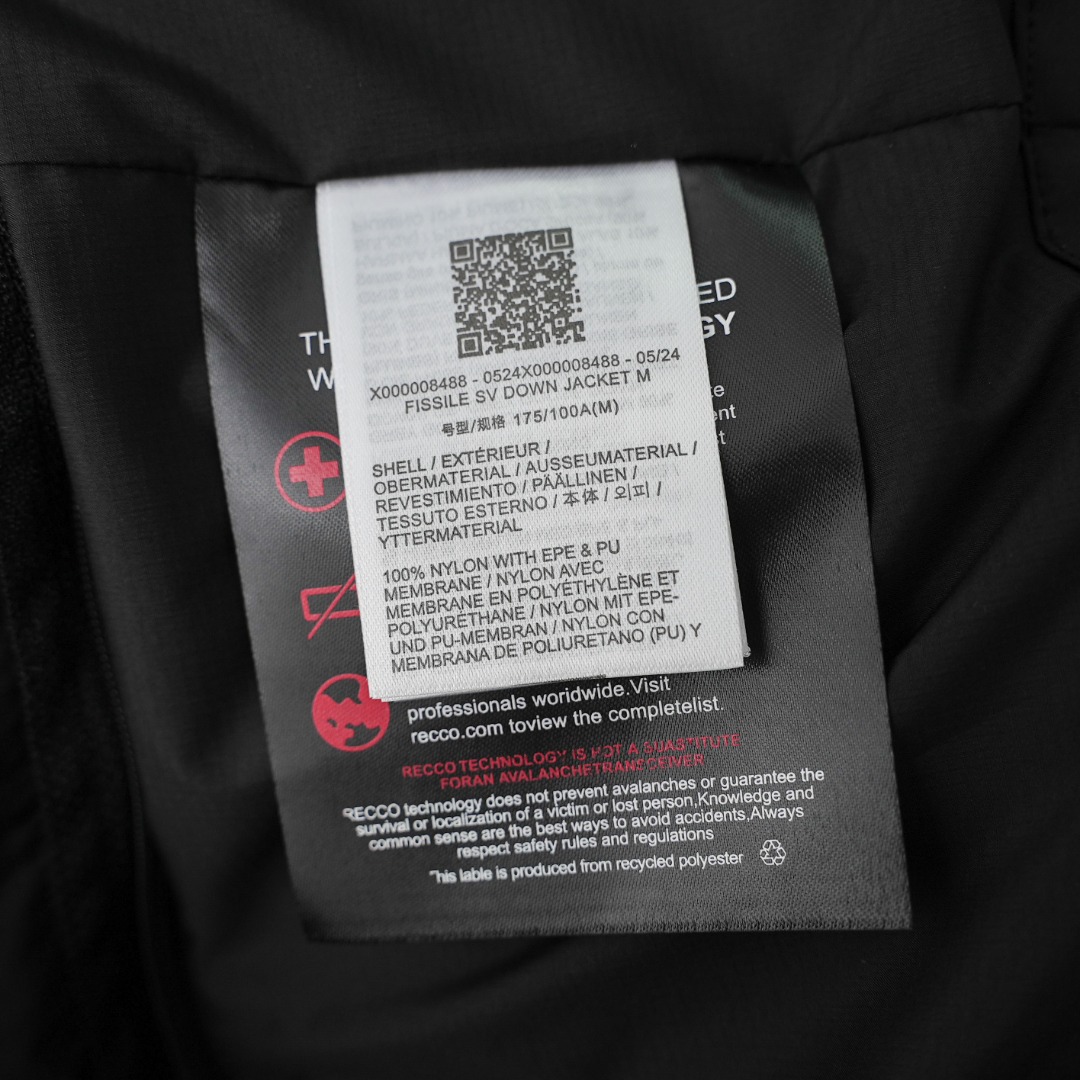 X000008488 - 0524X000008488 - 05/24
FISSILE SV DOWN JACKET M
号型/规格 175/100A(M)
SHELL / EXTÉRIEUR /
OBERMATERIAL / AUSSEUMATERIAL /
REVESTIMIENTO / PÄÄLLINEN /
TESSUTO ESTERNO / 本体 / 외피 /
YTTERMATERIAL
100% NYLON WITH EPE & PU
MEMBRANE / NYLON AVEC
MEMBRANE EN POLYÉTHYLÈNE ET
POLYURÉTHANE / NYLON MIT EPE-
UND PU-MEMBRAN / NYLON CON
MEMBRANA DE POLIURETANO (PU) Y
professionals worldwide.Visit
recco.com toview the completelist.
RECCO TECHNOLOGY IS NOT A SUASTITUTE
FORAN AVALANCHETRANSCEIVER
RECCO technology does not prevent avalanches or guarantee the
survival or localization of a victim or lost person,Knowledge and
common sense are the best ways to avoid accidents,Always
respect safety rules and regulations
This lable is produced from recycled polyester